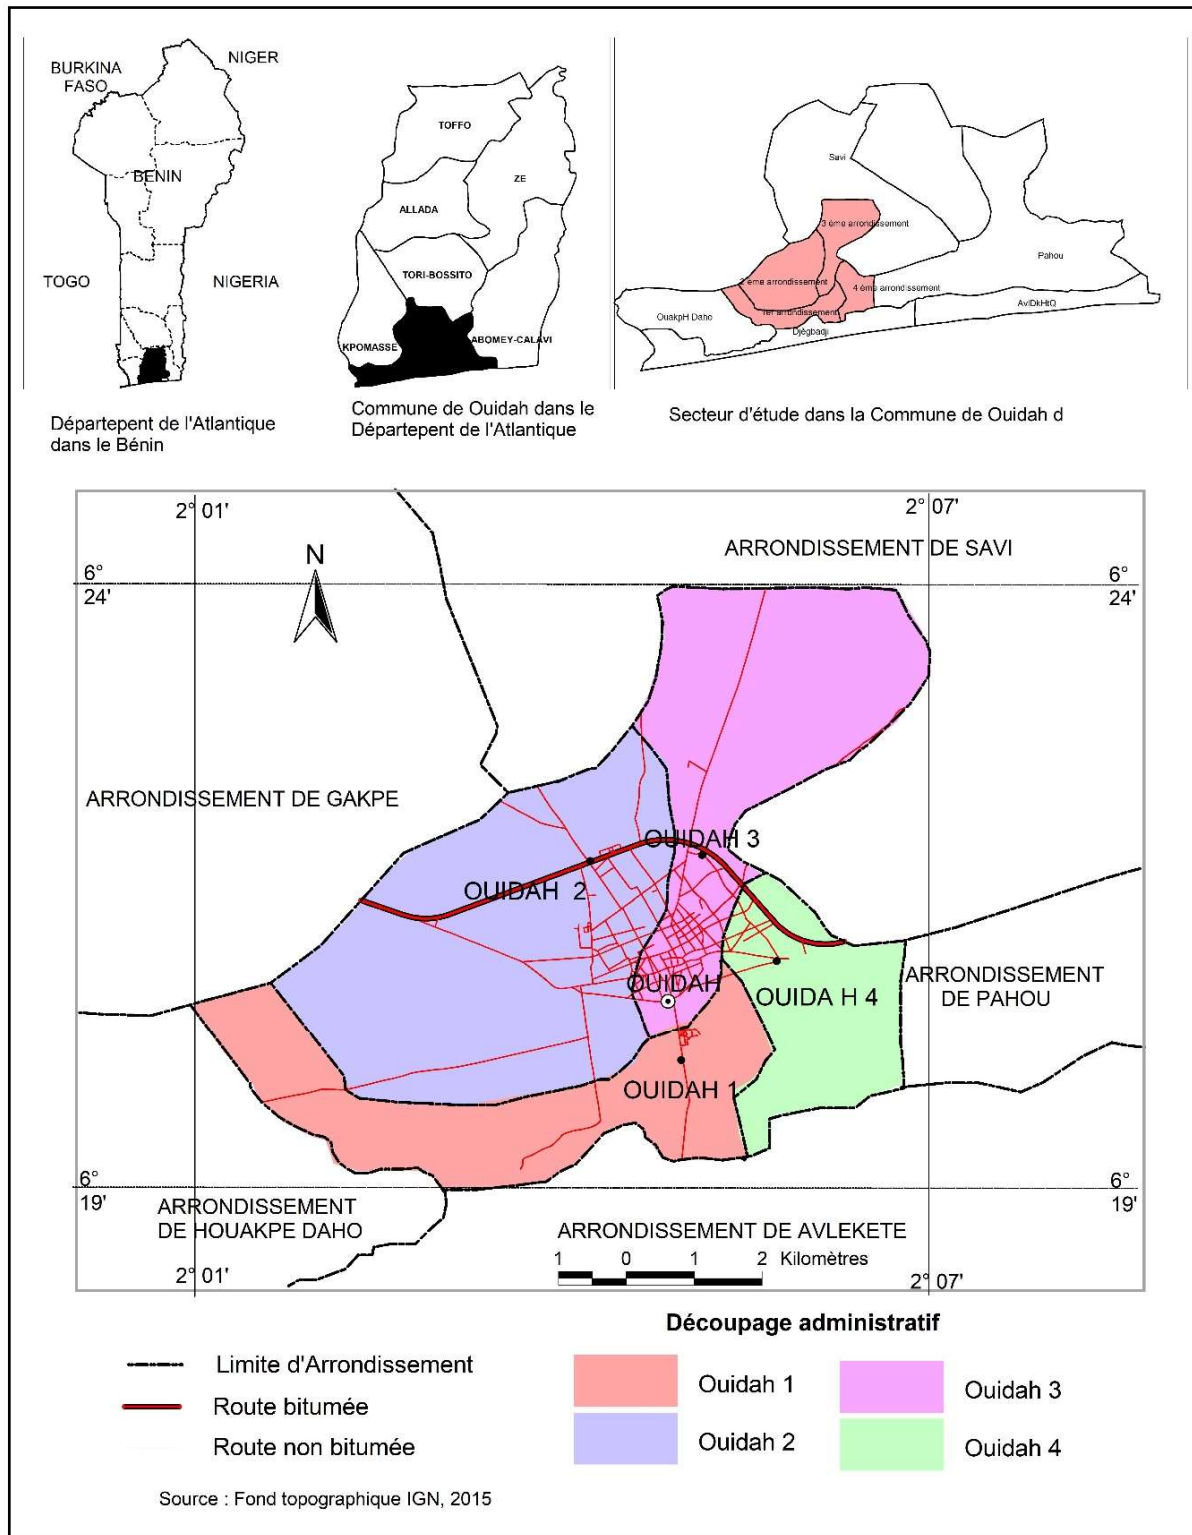 BURKINA
FASO
NIGER
BENIN
TOGO
NIGERIA
TOFFO
ZE
ALLADA
TORI-BOSSITO
KPOMASSE
ABOMEY-CALAVI
Savi
3 ème arrondissement
Pahou
2 ème arrondissement
4 ème arrondissement
1er arrondissement
OuakpH Daho
AvlDkHtQ
Djègbadji
Départepent de l'Atlantique
dans le Bénin
Commune de Ouidah dans le
Départepent de l'Atlantique
Secteur d'étude dans la Commune de Ouidah d
2° 01'
2° 07'
ARRONDISSEMENT DE SAVI
N
6°
24'
6°
24'
ARRONDISSEMENT DE GAKPE
OUIDAH 3
OUIDAH 2
ARRONDISSEMENT
DE PAHOU
OUIDAH
OUIDA H 4
OUIDAH 1
6°
19'
6°
19'
ARRONDISSEMENT
DE HOUAKPE DAHO
ARRONDISSEMENT DE AVLEKETE
1 0 1 2 Kilomètres
2° 01'
2° 07'
Découpage administratif
Limite d'Arrondissement
Route bitumée
Route non bitumée
Ouidah 1
Ouidah 2
Ouidah 3
Ouidah 4
Source : Fond topographique IGN, 2015